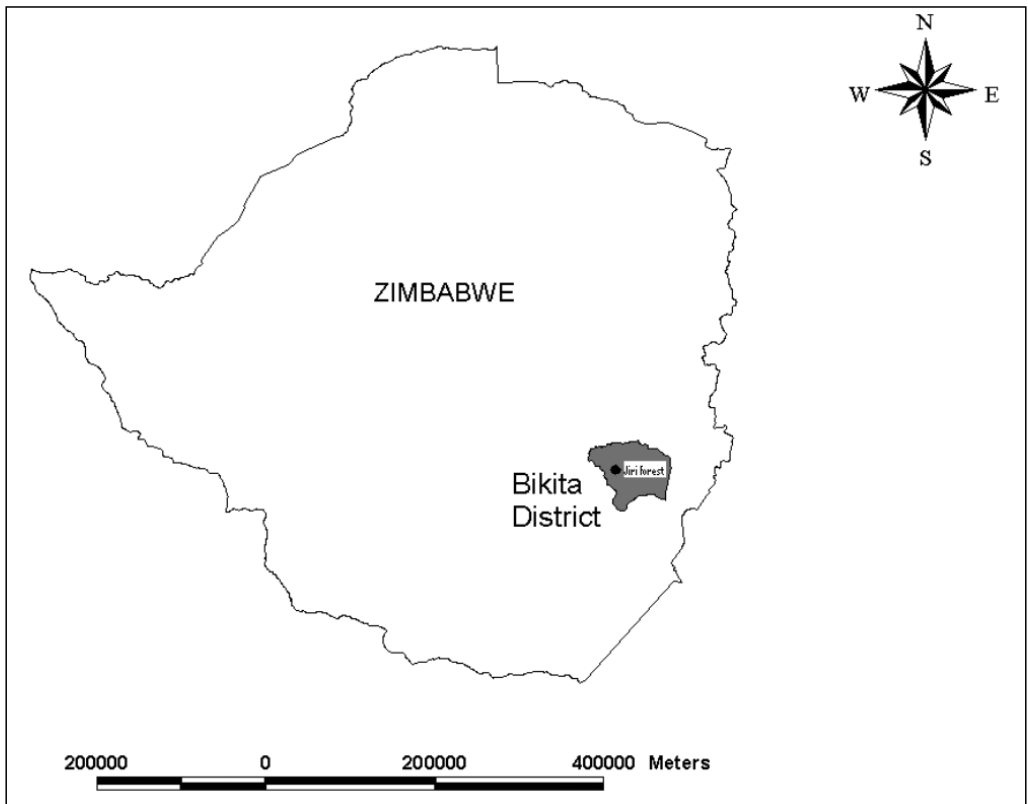 N
W E
S
ZIMBABWE
Jiri forest
Bikita
District
200000 0 200000 400000 Meters